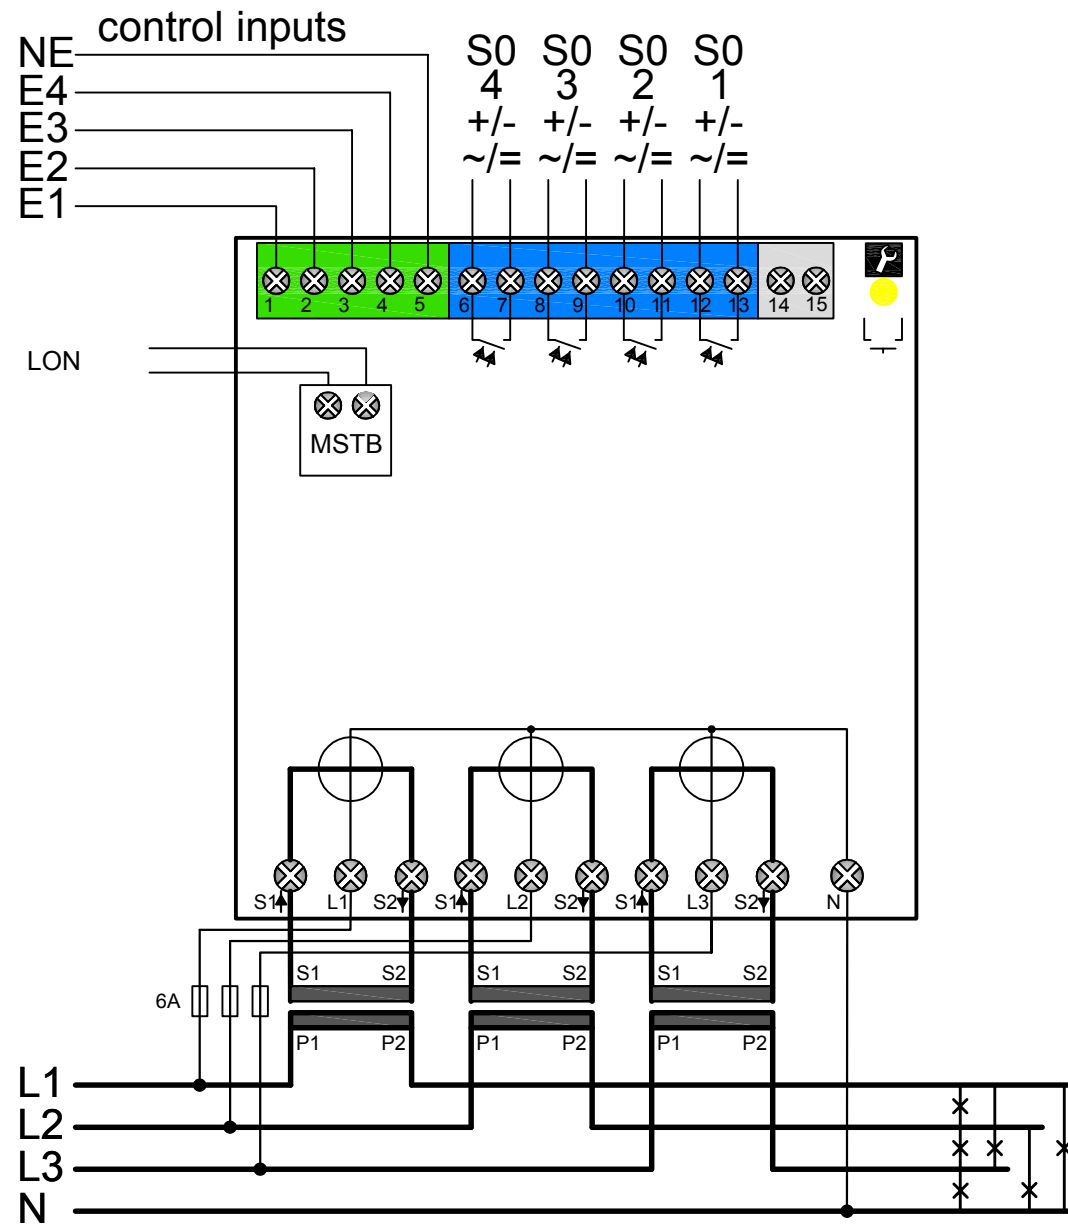 control inputs
NE
E4
E3
E2
E1
S0 S0 S0 S0
4 3 2 1
+/- +/- +/- +/-
~/= ~/= ~/= ~/=
1 2 3 4 5 6 7 8 9 10 11 12 13 14 15
LON
MSTB
S1 L1 S2 S1 L2 S2 S1 L3 S2 N
S1 S2 S1 S2 S1 S2
6A
P1 P2 P1 P2 P1 P2
L1
L2
L3
N